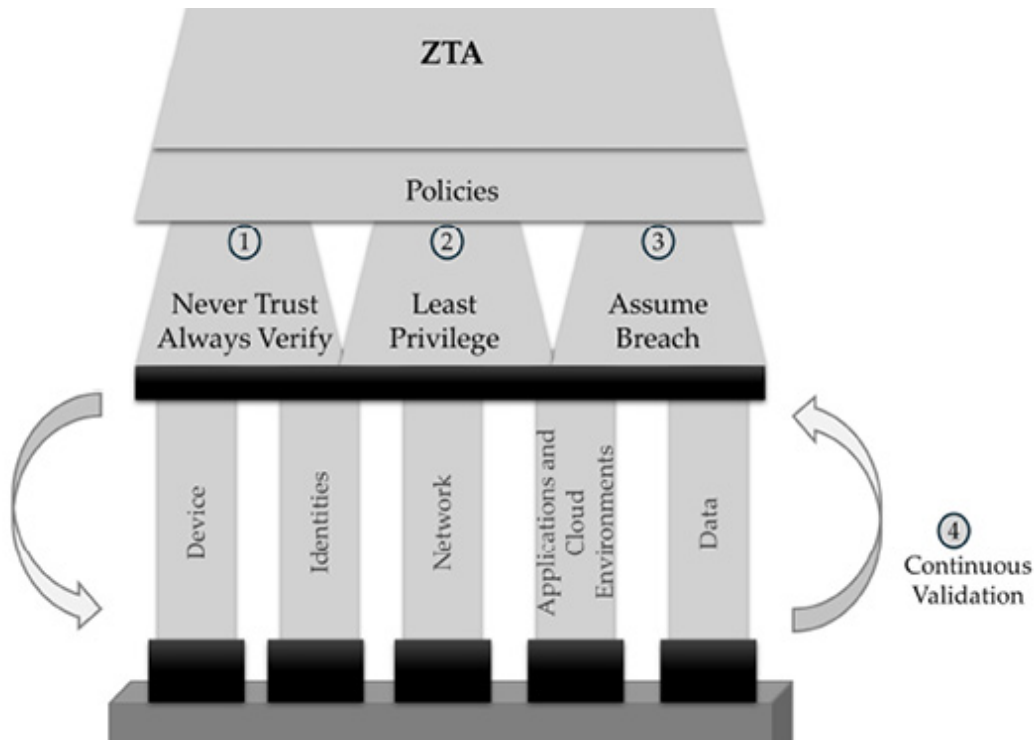 ZTA
Policies
1
Never Trust
Always Verify
2
Least
Privilege
3
Assume
Breach
Device
Identities
Network
Applications and
Cloud
Environments
Data
4
Continuous
Validation